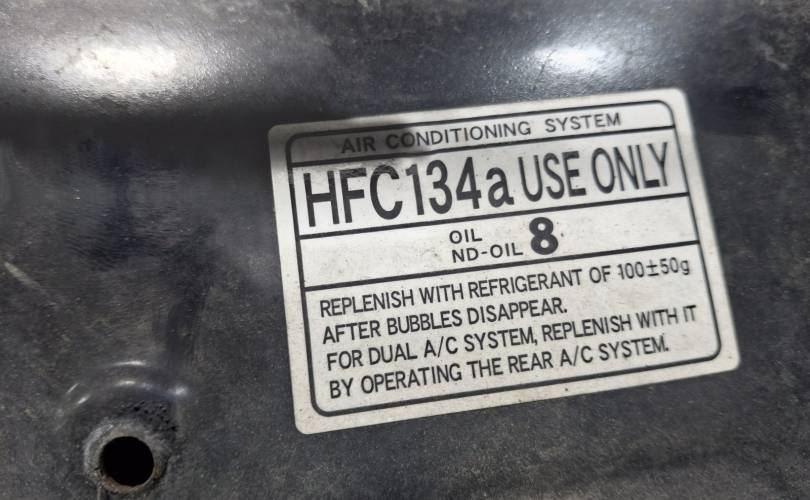 AIR CONDITIONING SYSTEM
HFC134a USE ONLY
OIL
ND-OIL 8
REPLENISH WITH REFRIGERANT OF 100±50g
AFTER BUBBLES DISAPPEAR.
FOR DUAL A/C SYSTEM, REPLENISH WITH IT
BY OPERATING THE REAR A/C SYSTEM.